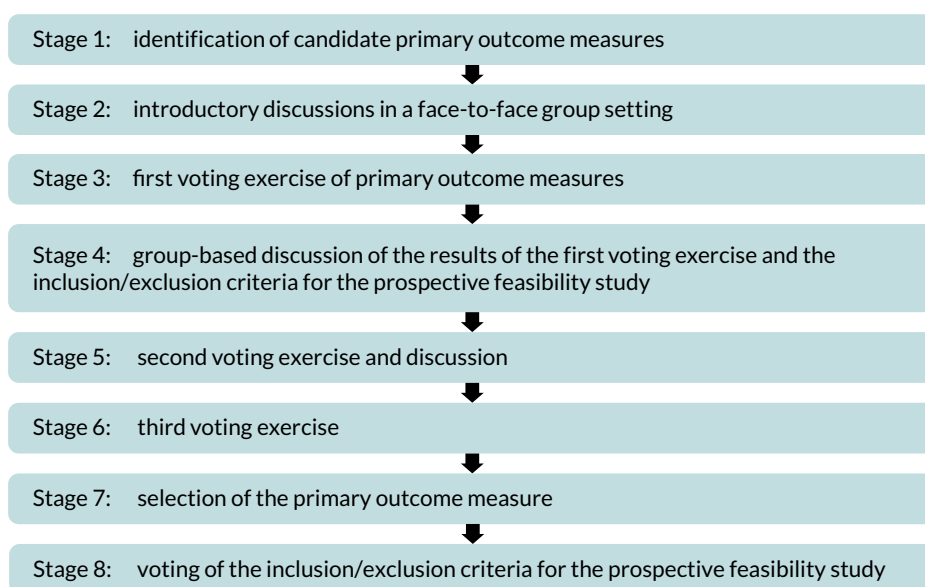 Stage 1: identification of candidate primary outcome measures
Stage 2: introductory discussions in a face-to-face group setting
Stage 3: first voting exercise of primary outcome measures
Stage 4: group-based discussion of the results of the first voting exercise and the
inclusion/exclusion criteria for the prospective feasibility study
Stage 5: second voting exercise and discussion
Stage 6: third voting exercise
Stage 7: selection of the primary outcome measure
Stage 8: voting of the inclusion/exclusion criteria for the prospective feasibility study